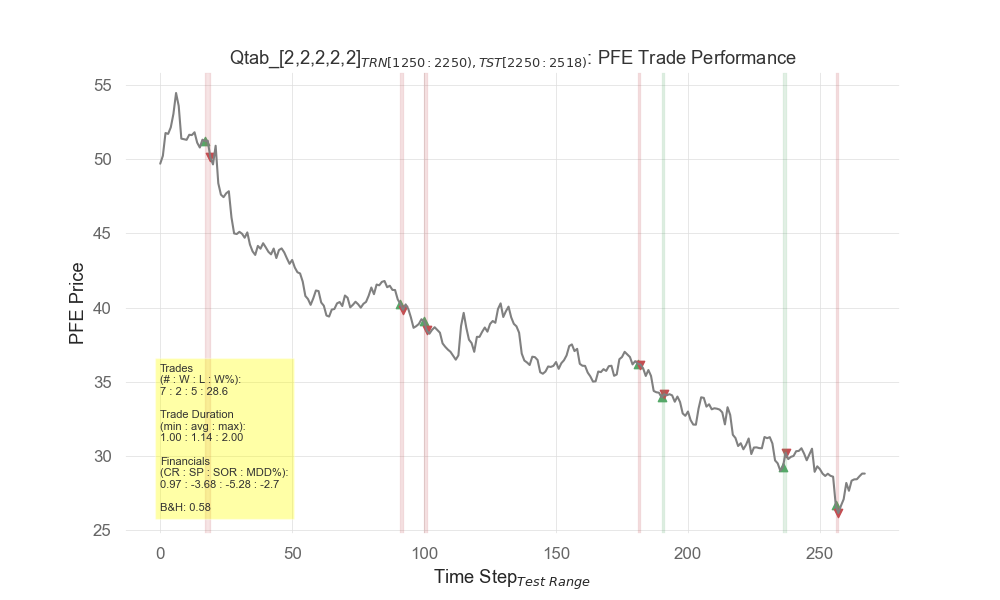 Qtab_[2,2,2,2,2]TRN[1250:2250),TST[2250:2518): PFE Trade Performance
55
50
45
40
35
30
25
PFE Price
Trades
(# : W : L : W%):
7 : 2 : 5 : 28.6
Trade Duration
(min : avg : max):
1.00 : 1.14 : 2.00
Financials
(CR : SP : SOR : MDD%):
0.97 : -3.68 : -5.28 : -2.7
B&H: 0.58
0 50 100 150 200 250
Time StepTest Range